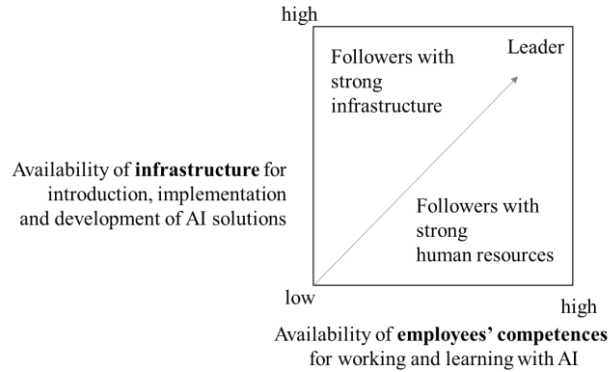 high
Followers with
strong
infrastructure
Leader
Availability of infrastructure for
introduction, implementation
and development of AI solutions
Followers with
strong
human resources
low
high
Availability of employees' competences
for working and learning with AI